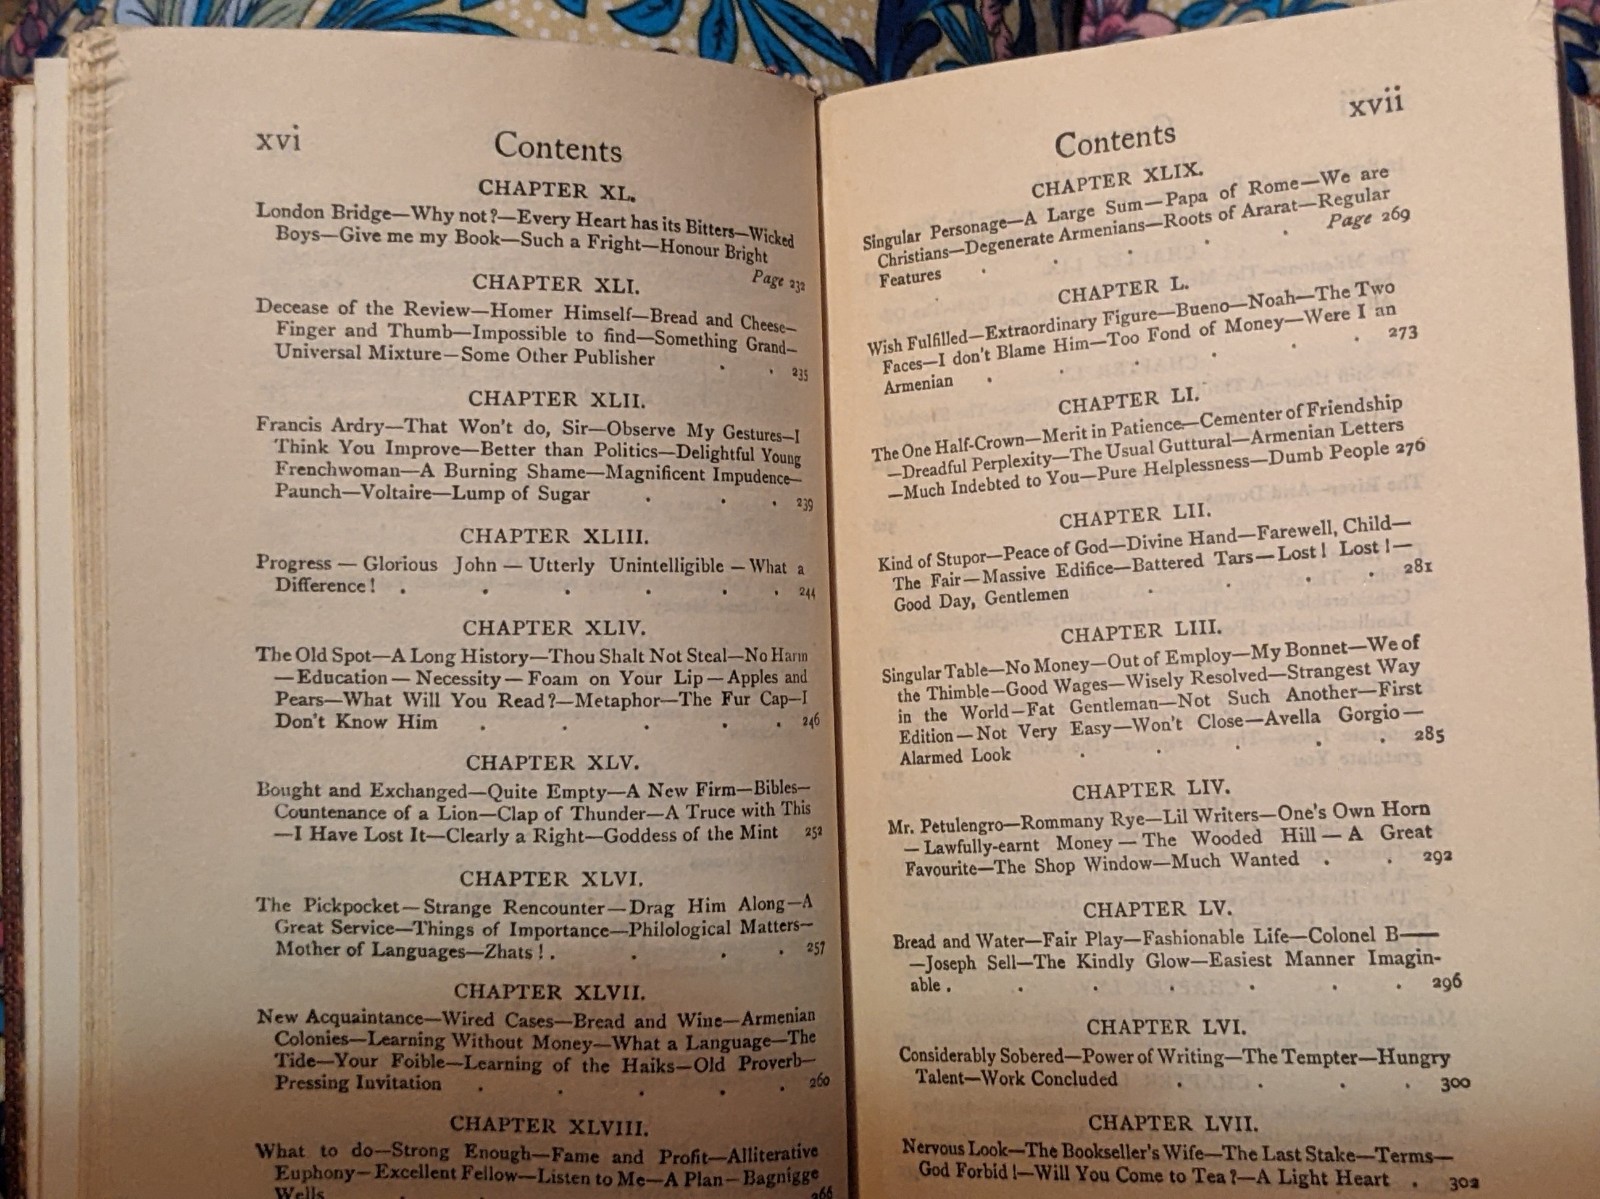 xvi
Contents
CHAPTER XL.
London Bridge—Why not?—Every Heart has its Bitters—Wicked
Boys—Give me my Book—Such a Fright—Honour Bright
Page 232
CHAPTER XLI.
Decease of the Review—Homer Himself—Bread and Cheese—
Finger and Thumb—Impossible to find—Something Grand—
Universal Mixture—Some Other Publisher . . 235
CHAPTER XLII.
Francis Ardry—That Won't do, Sir—Observe My Gestures—I
Think You Improve—Better than Politics—Delightful Young
Frenchwoman—A Burning Shame—Magnificent Impudence—
Paunch—Voltaire—Lump of Sugar . . . 239
CHAPTER XLIII.
Progress — Glorious John — Utterly Unintelligible — What a
Difference! . . . . . . 244
CHAPTER XLIV.
The Old Spot—A Long History—Thou Shalt Not Steal—No Harm
—Education—Necessity—Foam on Your Lip—Apples and
Pears—What Will You Read?—Metaphor—The Fur Cap—I
Don't Know Him . . . . . 246
CHAPTER XLV.
Bought and Exchanged—Quite Empty—A New Firm—Bibles—
Countenance of a Lion—Clap of Thunder—A Truce with This
—I Have Lost It—Clearly a Right—Goddess of the Mint 252
CHAPTER XLVI.
The Pickpocket—Strange Rencounter—Drag Him Along—A
Great Service—Things of Importance—Philological Matters—
Mother of Languages—Zhats! . . . . 257
CHAPTER XLVII.
New Acquaintance—Wired Cases—Bread and Wine—Armenian
Colonies—Learning Without Money—What a Language—The
Tide—Your Foible—Learning of the Haiks—Old Proverb—
Pressing Invitation . . . . . 260
CHAPTER XLVIII.
What to do—Strong Enough—Fame and Profit—Alliterative
Euphony—Excellent Fellow—Listen to Me—A Plan—Bagnigge
Wells . . . . . 266
xvii
Contents
CHAPTER XLIX.
Singular Personage—A Large Sum—Papa of Rome—We are
Christians—Degenerate Armenians—Roots of Ararat—Regular
Features . . . . . Page 269
CHAPTER L.
Wish Fulfilled—Extraordinary Figure—Bueno—Noah—The Two
Faces—I don't Blame Him—Too Fond of Money—Were I an
Armenian . . . . . . 273
CHAPTER LI.
The One Half-Crown—Merit in Patience—Cementer of Friendship
—Dreadful Perplexity—The Usual Guttural—Armenian Letters
—Much Indebted to You—Pure Helplessness—Dumb People 276
CHAPTER LII.
Kind of Stupor—Peace of God—Divine Hand—Farewell, Child—
The Fair—Massive Edifice—Battered Tars—Lost! Lost!—
Good Day, Gentlemen . . . . 281
CHAPTER LIII.
Singular Table—No Money—Out of Employ—My Bonnet—We of
the Thimble—Good Wages—Wisely Resolved—Strangest Way
in the World—Fat Gentleman—Not Such Another—First
Edition—Not Very Easy—Won't Close—Avella Gorgio—
Alarmed Look . . . . . 285
CHAPTER LIV.
Mr. Petulengro—Rommany Rye—Lil Writers—One's Own Horn
—Lawfully-earnt Money—The Wooded Hill—A Great
Favourite—The Shop Window—Much Wanted . . 292
CHAPTER LV.
Bread and Water—Fair Play—Fashionable Life—Colonel B——
—Joseph Sell—The Kindly Glow—Easiest Manner Imagin-
able . . . . . . . 296
CHAPTER LVI.
Considerably Sobered—Power of Writing—The Tempter—Hungry
Talent—Work Concluded . . . . 300
CHAPTER LVII.
Nervous Look—The Bookseller's Wife—The Last Stake—Terms—
God Forbid!—Will You Come to Tea?—A Light Heart . 302